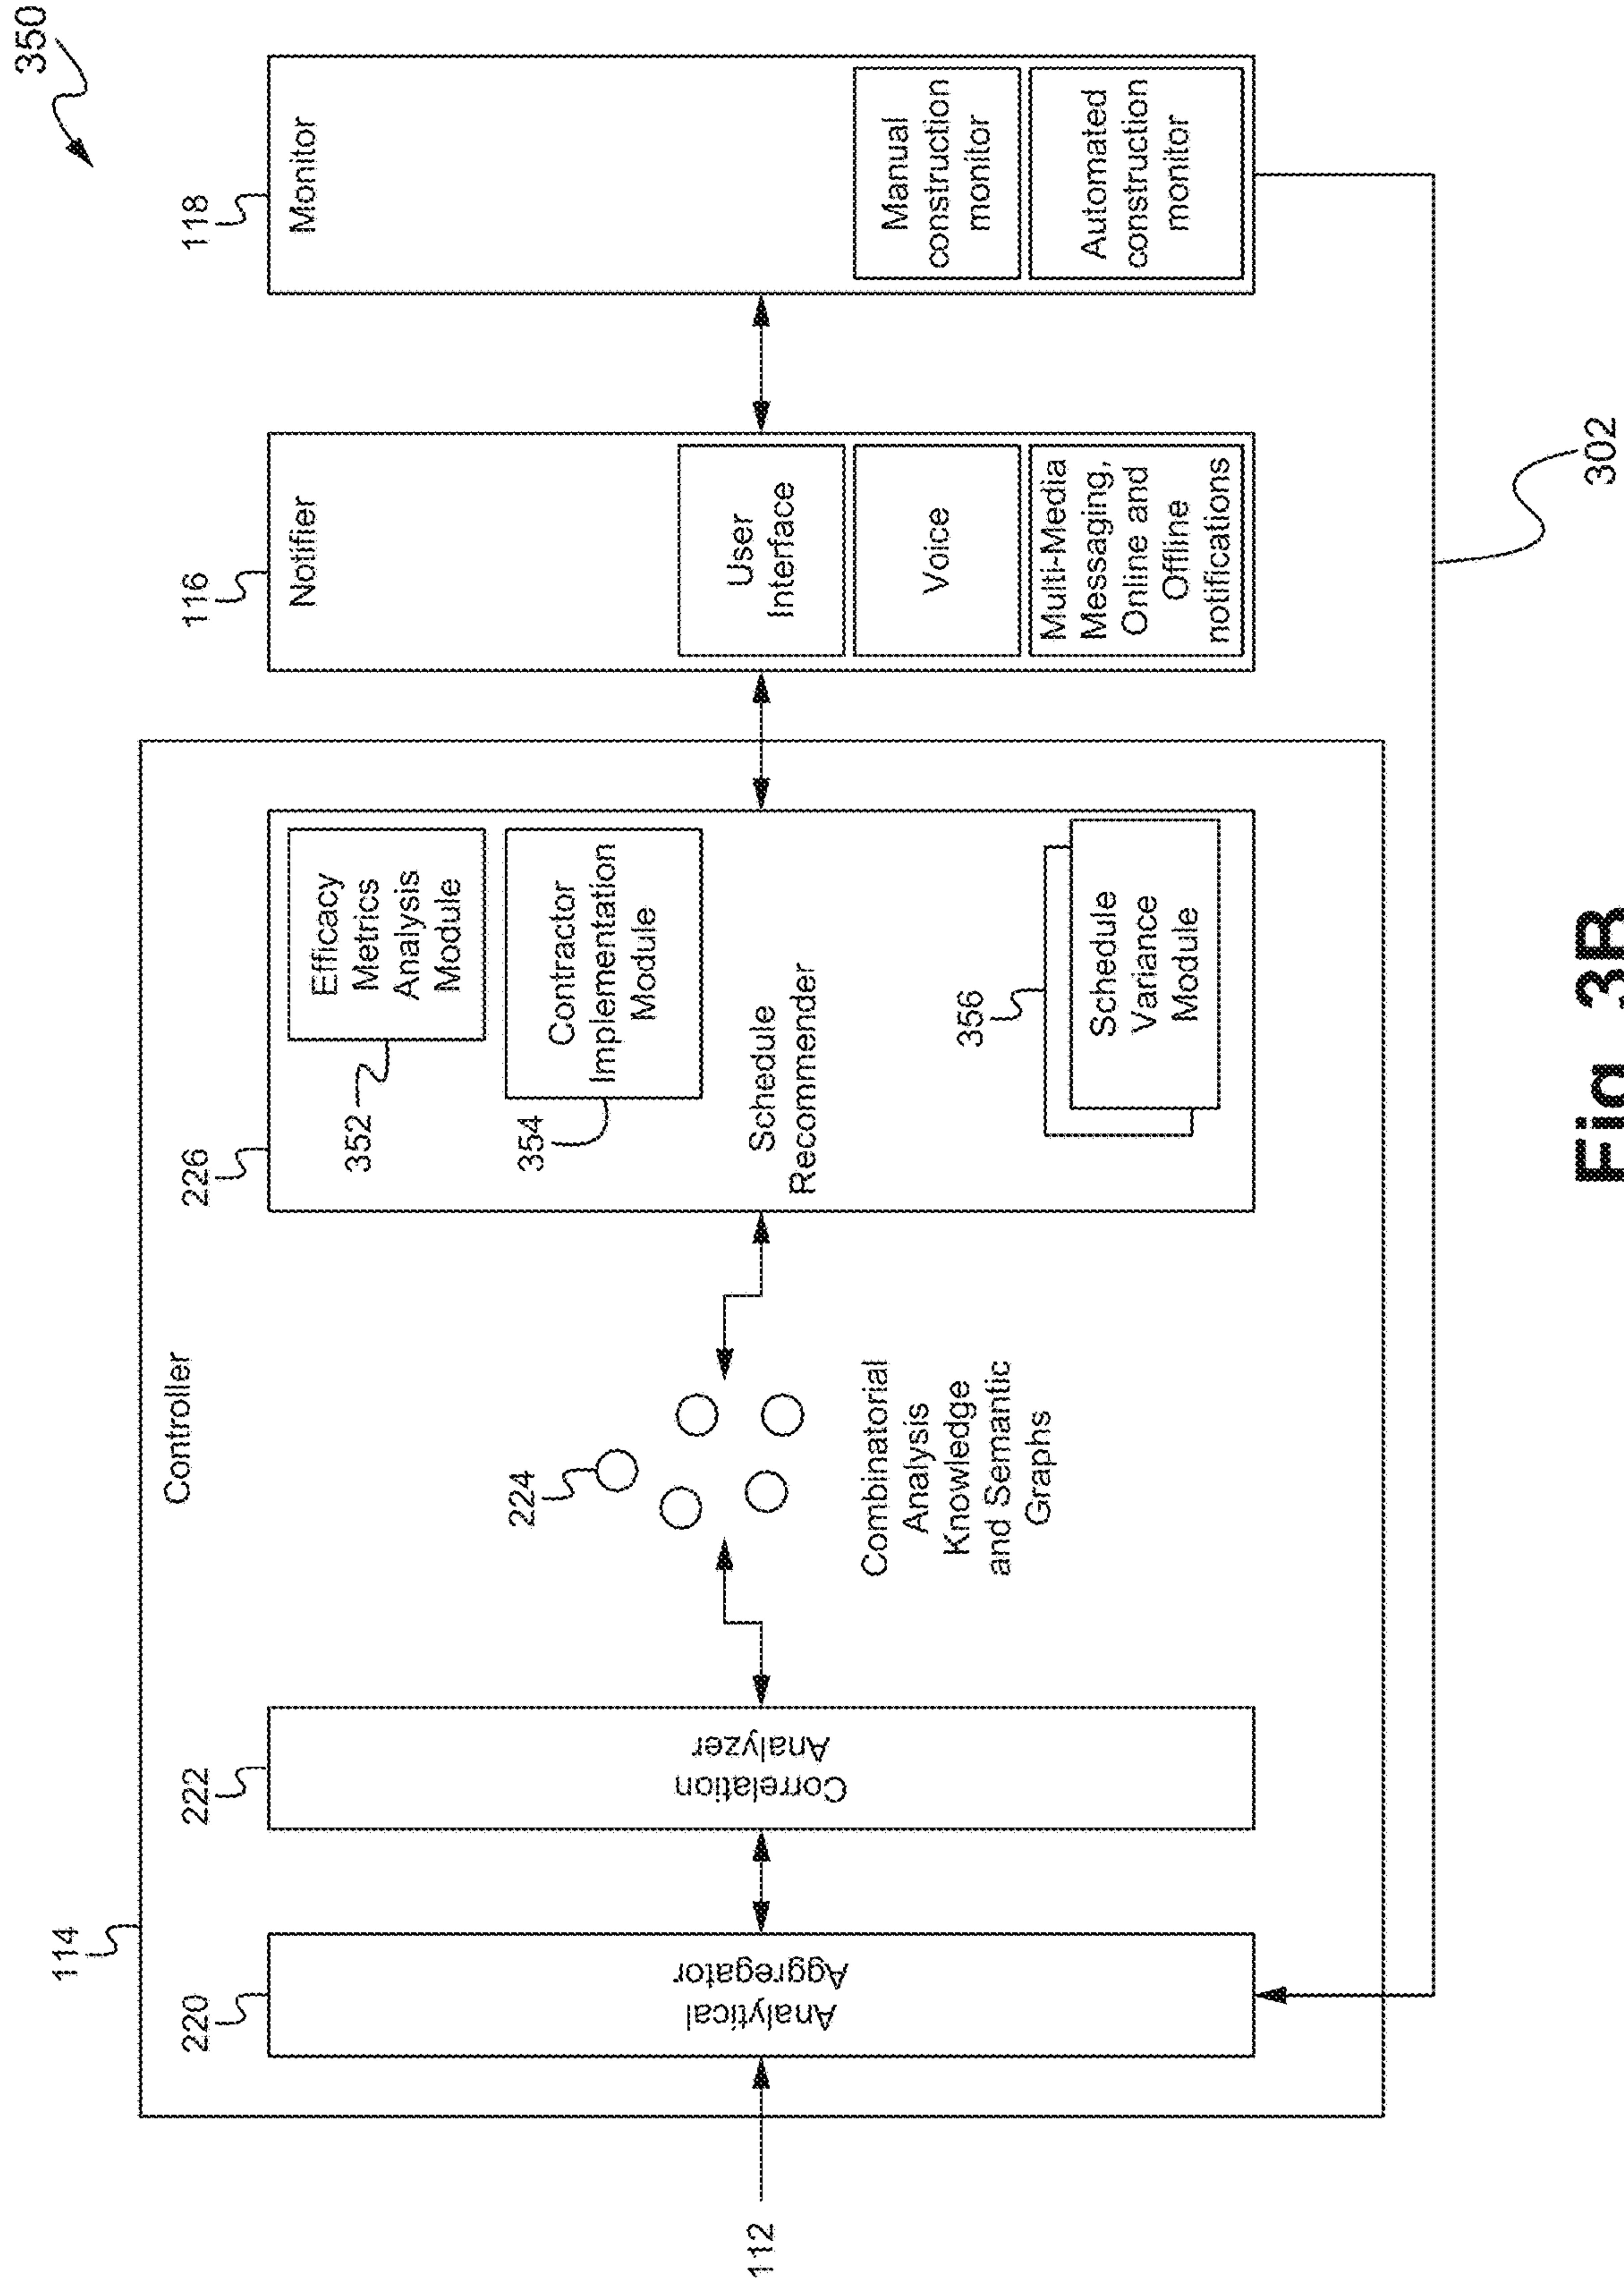 350
114
Controller
220
Analytical
Aggregator
222
Correlation
Analyzer
224
Combinatorial
Analysis
Knowledge
and Semantic
Graphs
226
352
Efficacy
Metrics
Analysis
Module
354
Contractor
Implementation
Module
Schedule
Recommender
356
Schedule
Variance
Module
116
Notifier
User
Interface
Voice
Multi-Media
Messaging,
Online and
Offline
notifications
118
Monitor
Manual
construction
monitor
Automated
construction
monitor
112
302
Fig. 3B